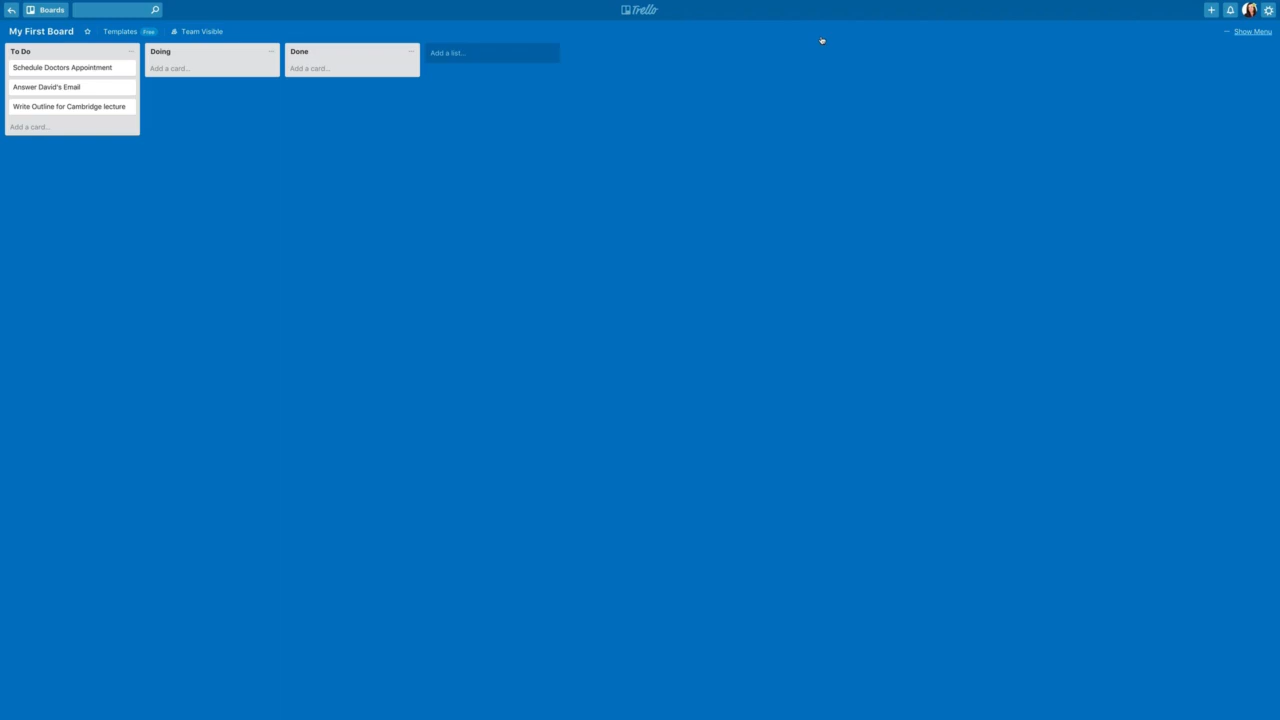 Boards
Trello
My First Board
Templates Free
Team Visible
Show Menu
To Do
Schedule Doctors Appointment
Answer David's Email
Write Outline for Cambridge lecture
Add a card...
Doing
Add a card...
Done
Add a card...
Add a list...